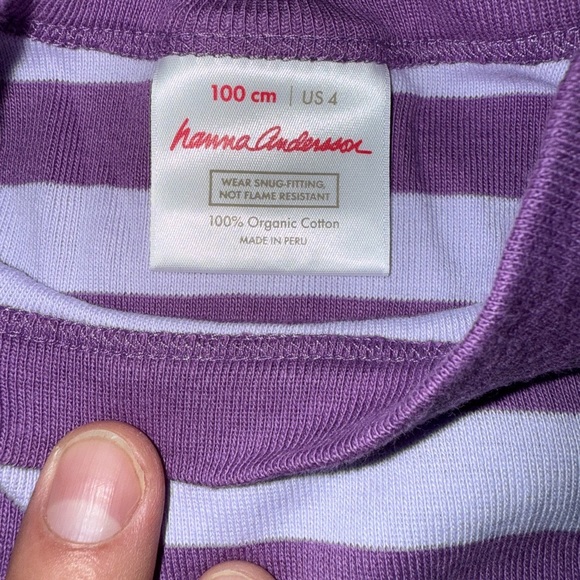 100 cm | US 4
hanna Andersson
WEAR SNUG-FITTING,
NOT FLAME RESISTANT
100% Organic Cotton
MADE IN PERU